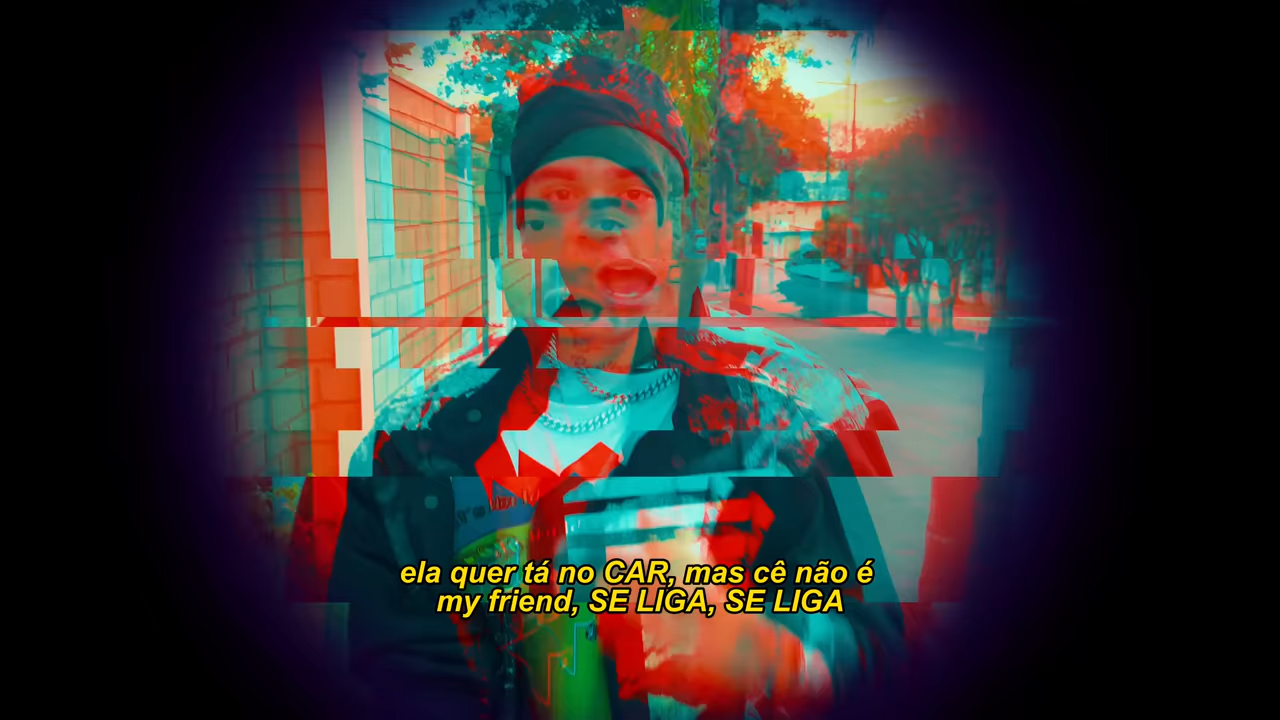 ela quer tá no CAR, mas cê não é
my friend, SE LIGA, SE LIGA